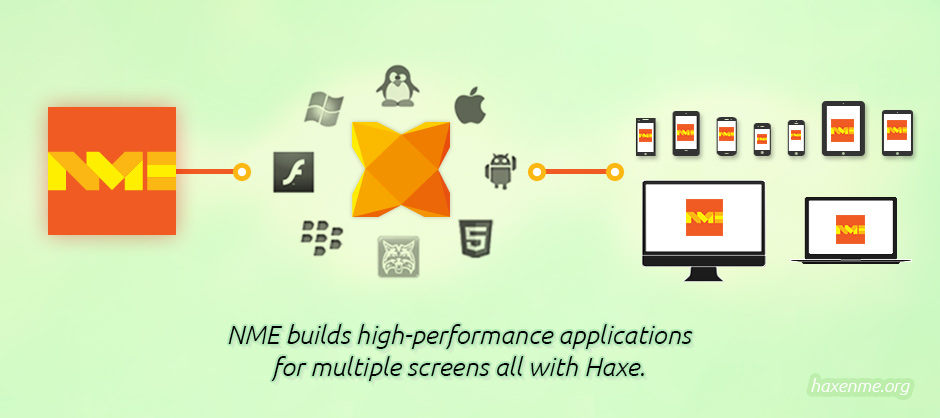 NME
NME builds high-performance applications
for multiple screens all with Haxe.
haxenme.org